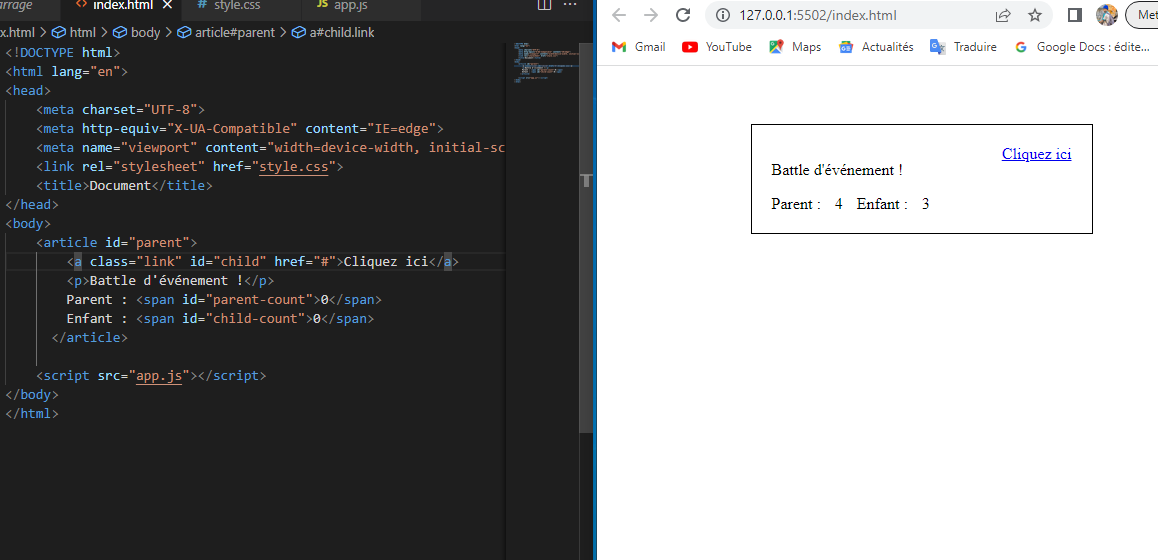 arrage index.html style.css app.js
x.html > html > body > article#parent > a#child.link
<!DOCTYPE html>
<html lang="en">
<head>
<meta charset="UTF-8">
<meta http-equiv="X-UA-Compatible" content="IE=edge">
<meta name="viewport" content="width=device-width, initial-sc
<link rel="stylesheet" href="style.css">
<title>Document</title>
</head>
<body>
<article id="parent">
<a class="link" id="child" href="#">Cliquez ici</a>
<p>Battle d'événement !</p>
Parent : <span id="parent-count">0</span>
Enfant : <span id="child-count">0</span>
</article>
<script src="app.js"></script>
</body>
</html>
127.0.0.1:5502/index.html Met
Gmail YouTube Maps Actualités Traduire Google Docs : édite...
Cliquez ici
Battle d'événement !
Parent : 4 Enfant : 3